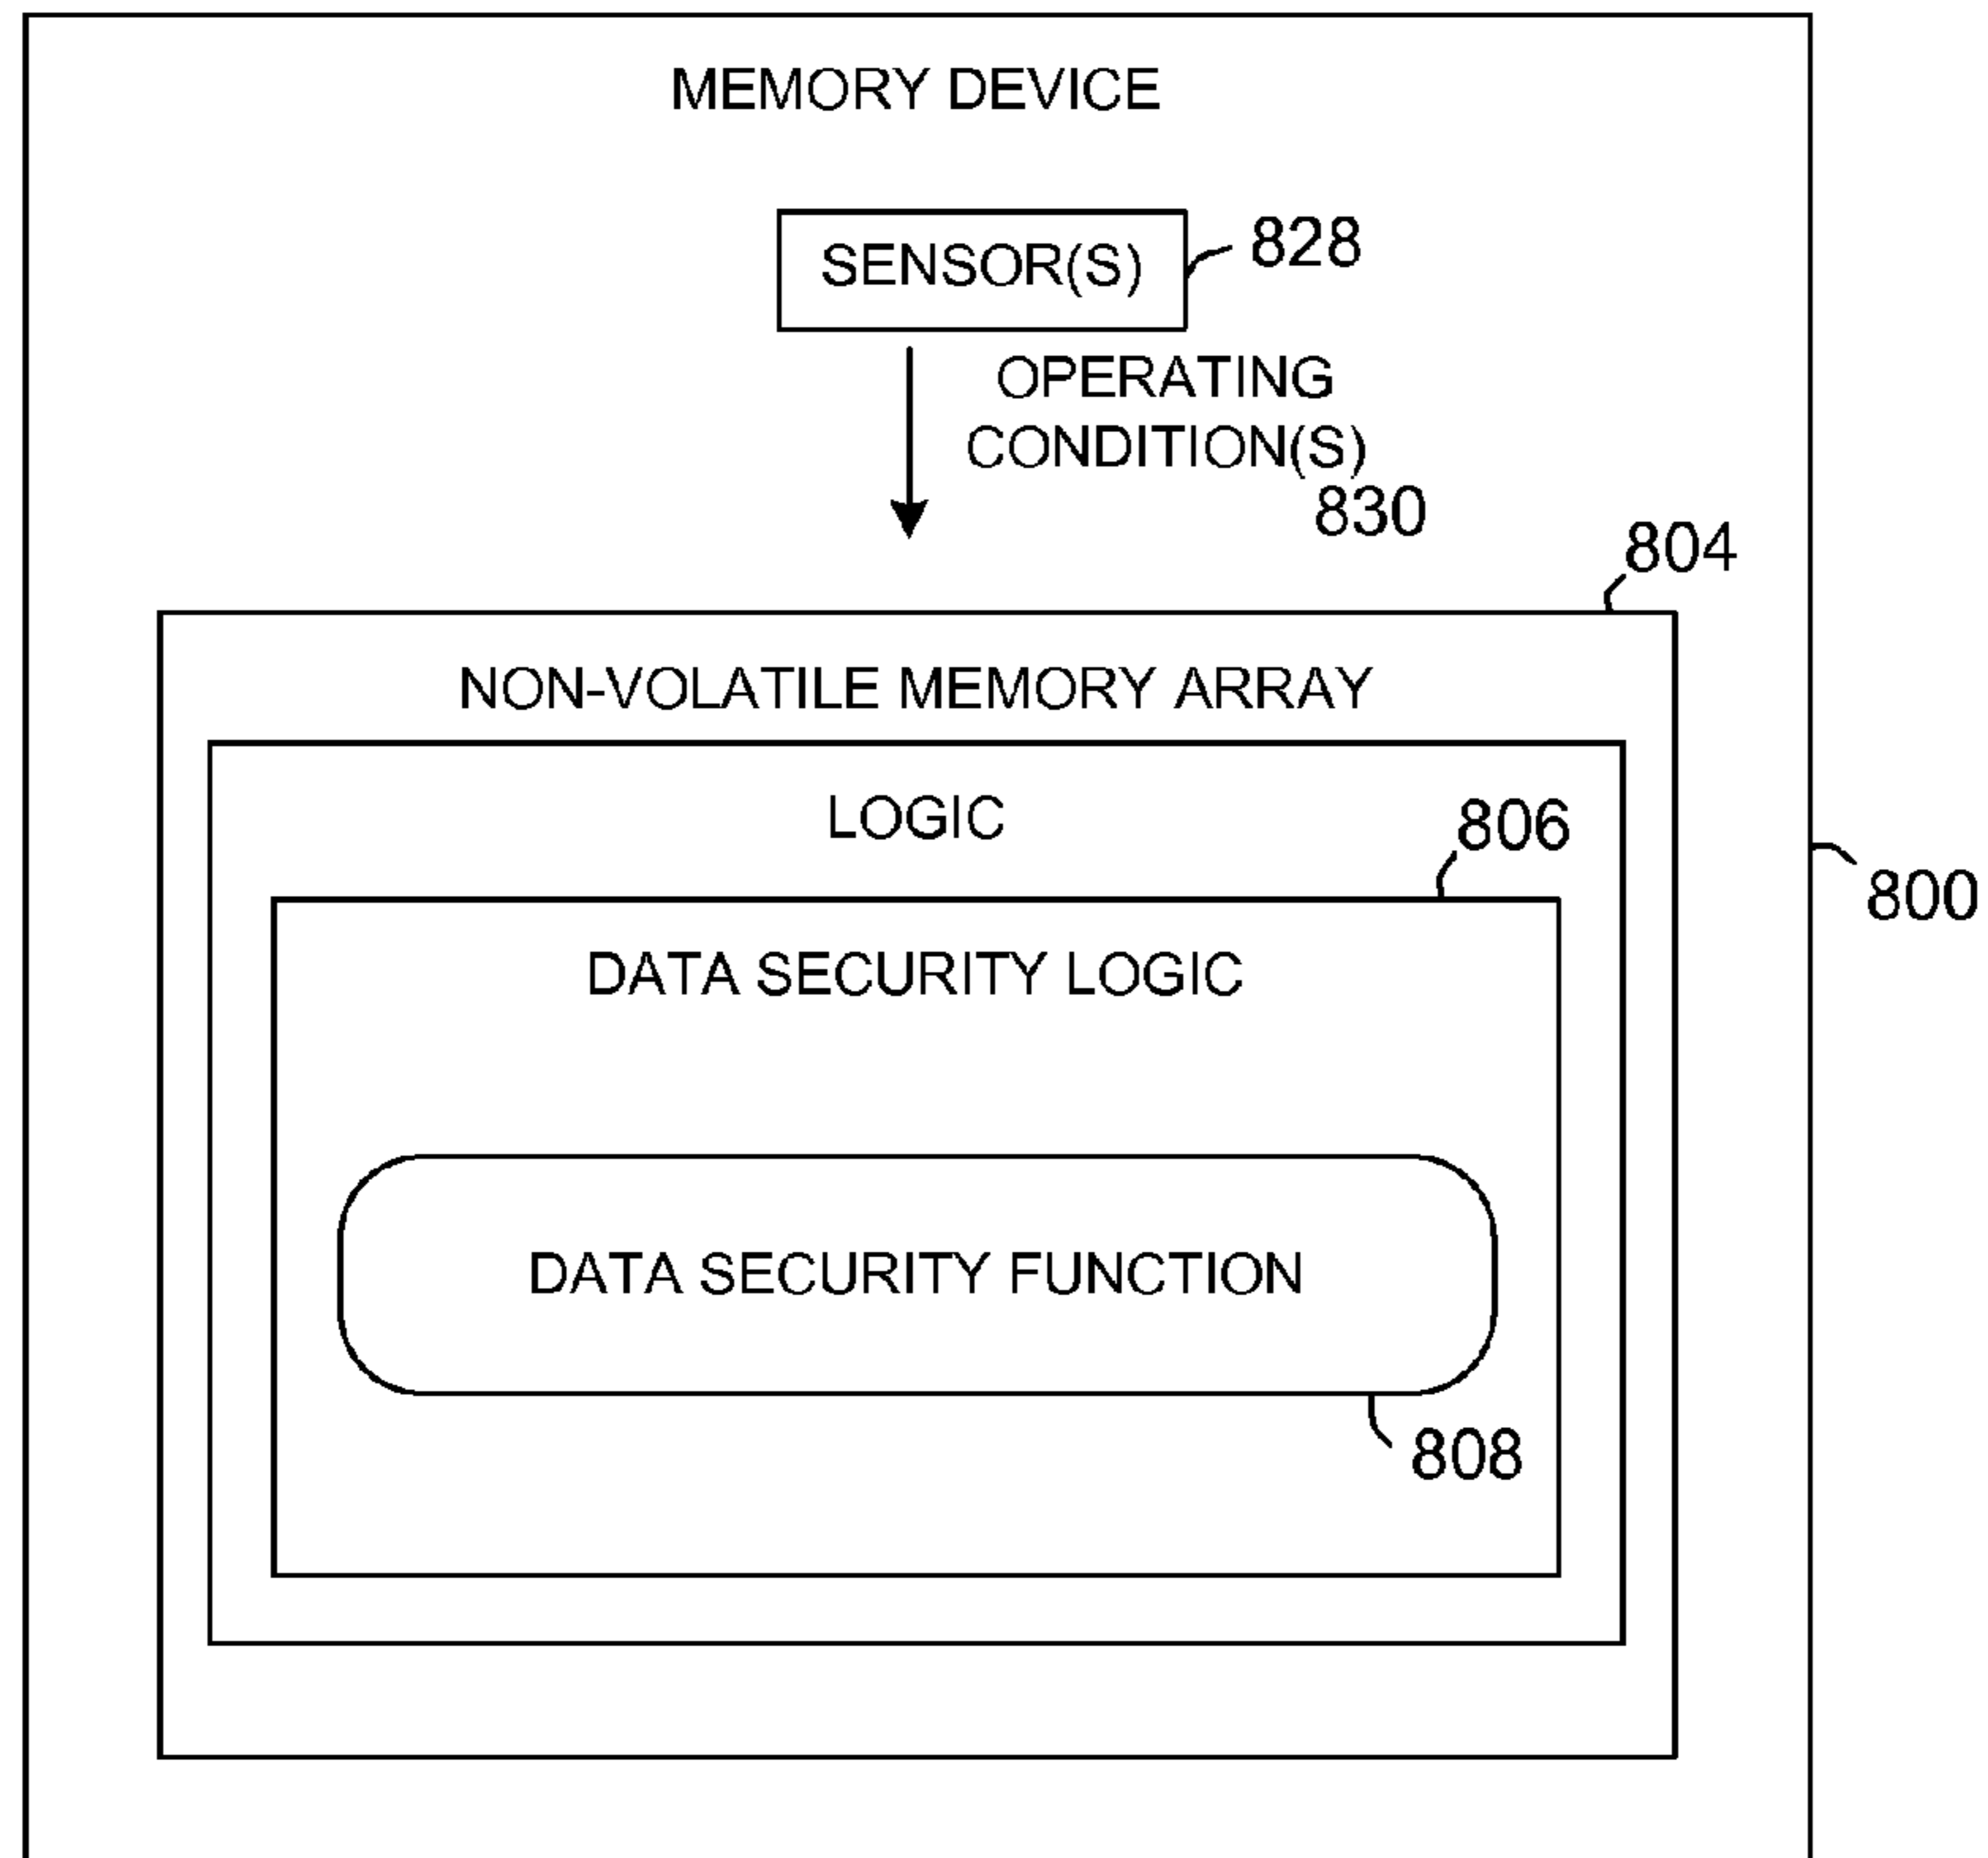 MEMORY DEVICE
SENSOR(S)
828
OPERATING
CONDITION(S)
830
804
NON-VOLATILE MEMORY ARRAY
LOGIC
806
800
DATA SECURITY LOGIC
DATA SECURITY FUNCTION
808